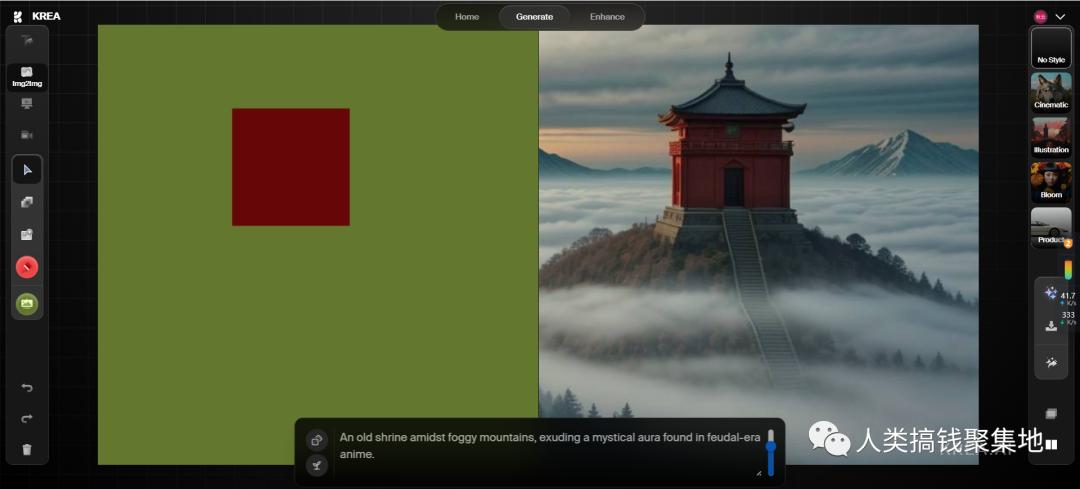 KREA
Home
Generate
Enhance
Img2Img
An old shrine amidst foggy mountains, exuding a mystical aura found in feudal-era
anime.
No Style
Cinematic
Illustration
Bloom
Product
2
41.7
K/s
333
K/s
人类搞钱聚集地